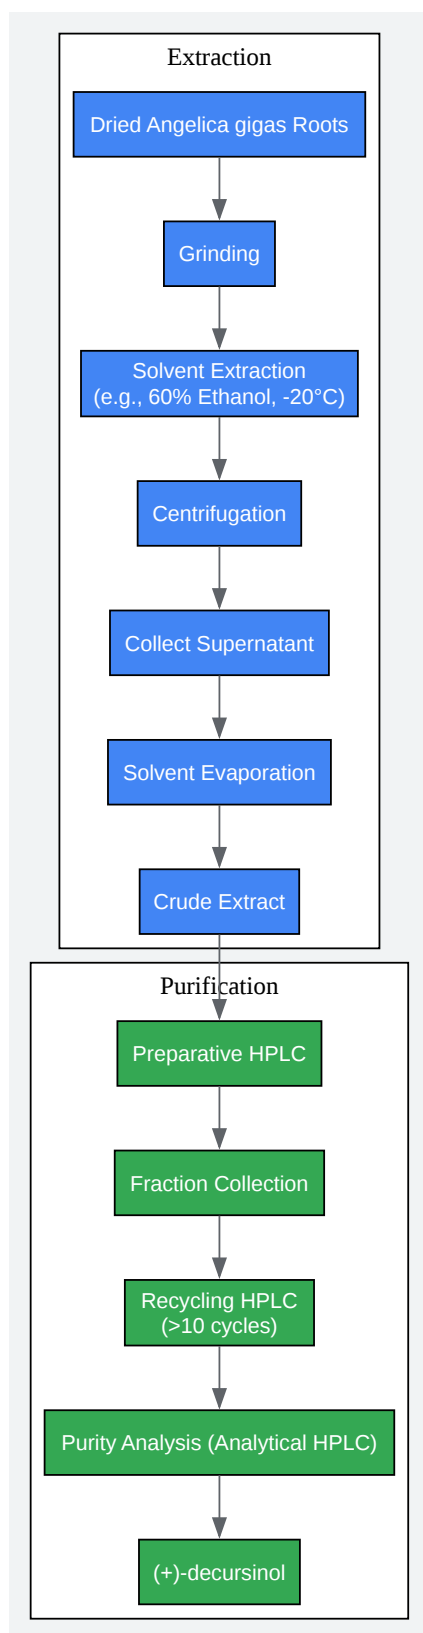 Extraction
Dried Angelica gigas Roots
Grinding
Solvent Extraction
(e.g., 60% Ethanol, -20°C)
Centrifugation
Collect Supernatant
Solvent Evaporation
Crude Extract
Purification
Preparative HPLC
Fraction Collection
Recycling HPLC
(>10 cycles)
Purity Analysis (Analytical HPLC)
(+)-decursinol